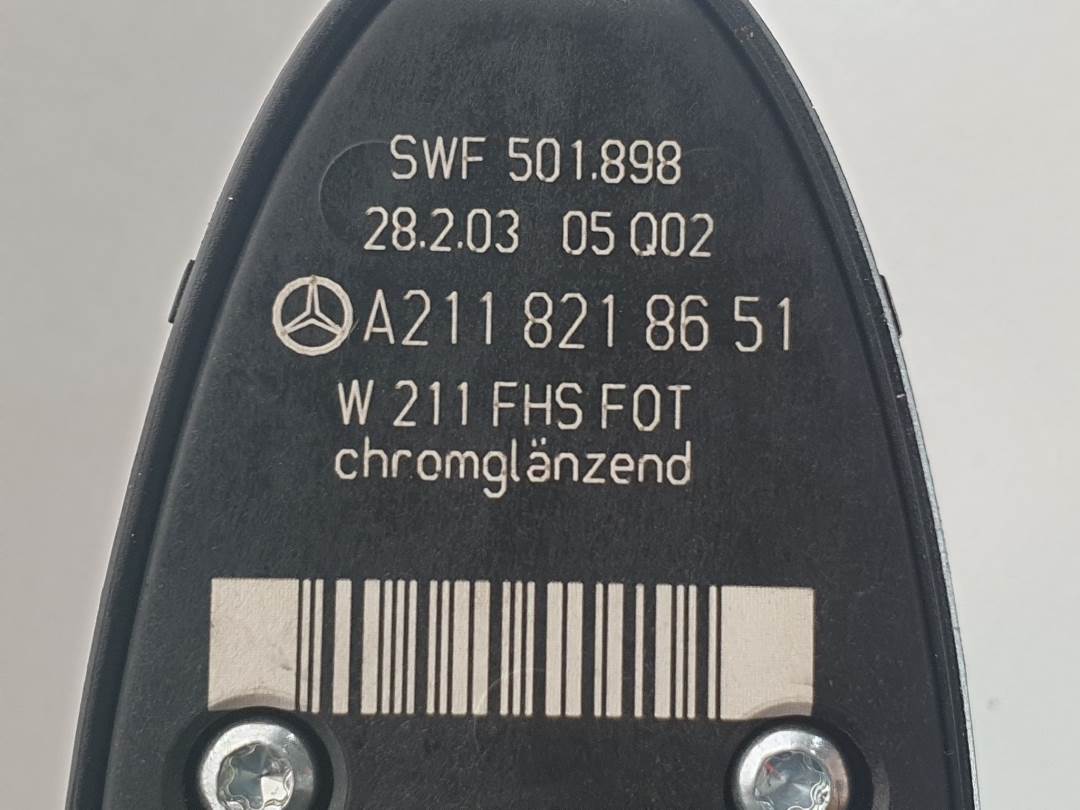 SWF 501.898
28.2.03 05 Q02
A211 821 86 51
W 211 FHS FOT
chromglänzend